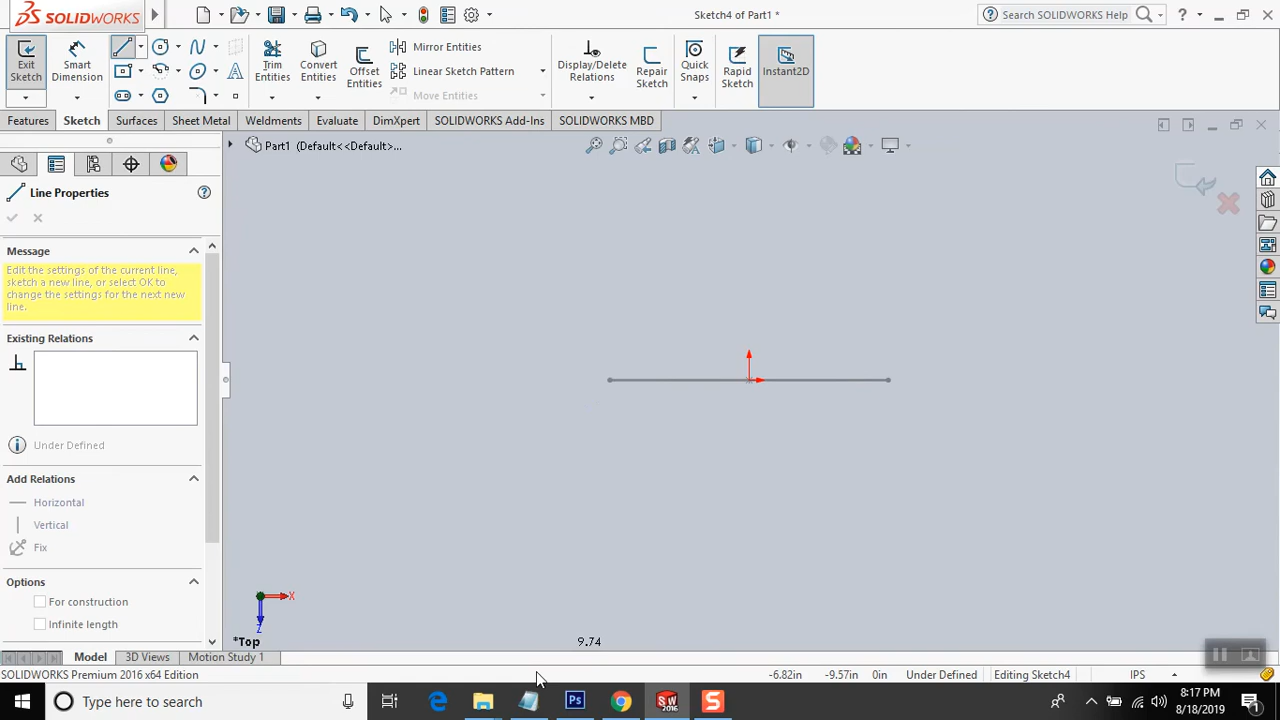 SOLIDWORKS
Sketch4 of Part1 *
Search SOLIDWORKS Help
?
Exit Sketch
Smart Dimension
Trim Entities
Convert Entities
Offset Entities
Mirror Entities
Linear Sketch Pattern
Move Entities
Display/Delete Relations
Repair Sketch
Quick Snaps
Rapid Sketch
Instant2D
Features
Sketch
Surfaces
Sheet Metal
Weldments
Evaluate
DimXpert
SOLIDWORKS Add-Ins
SOLIDWORKS MBD
Part1 (Default<<Default>...
Line Properties
?
Message
Edit the settings of the current line,
sketch a new line, or select OK to
change the settings for the next new
line.
Existing Relations
Under Defined
Add Relations
Horizontal
Vertical
Fix
Options
For construction
Infinite length
X
Z
*Top
9.74
Model
3D Views
Motion Study 1
SOLIDWORKS Premium 2016 x64 Edition
-6.82in
-9.57in
0in
Under Defined
Editing Sketch4
IPS
Type here to search
Ps
SW
2016
S
8:17 PM
8/18/2019
1